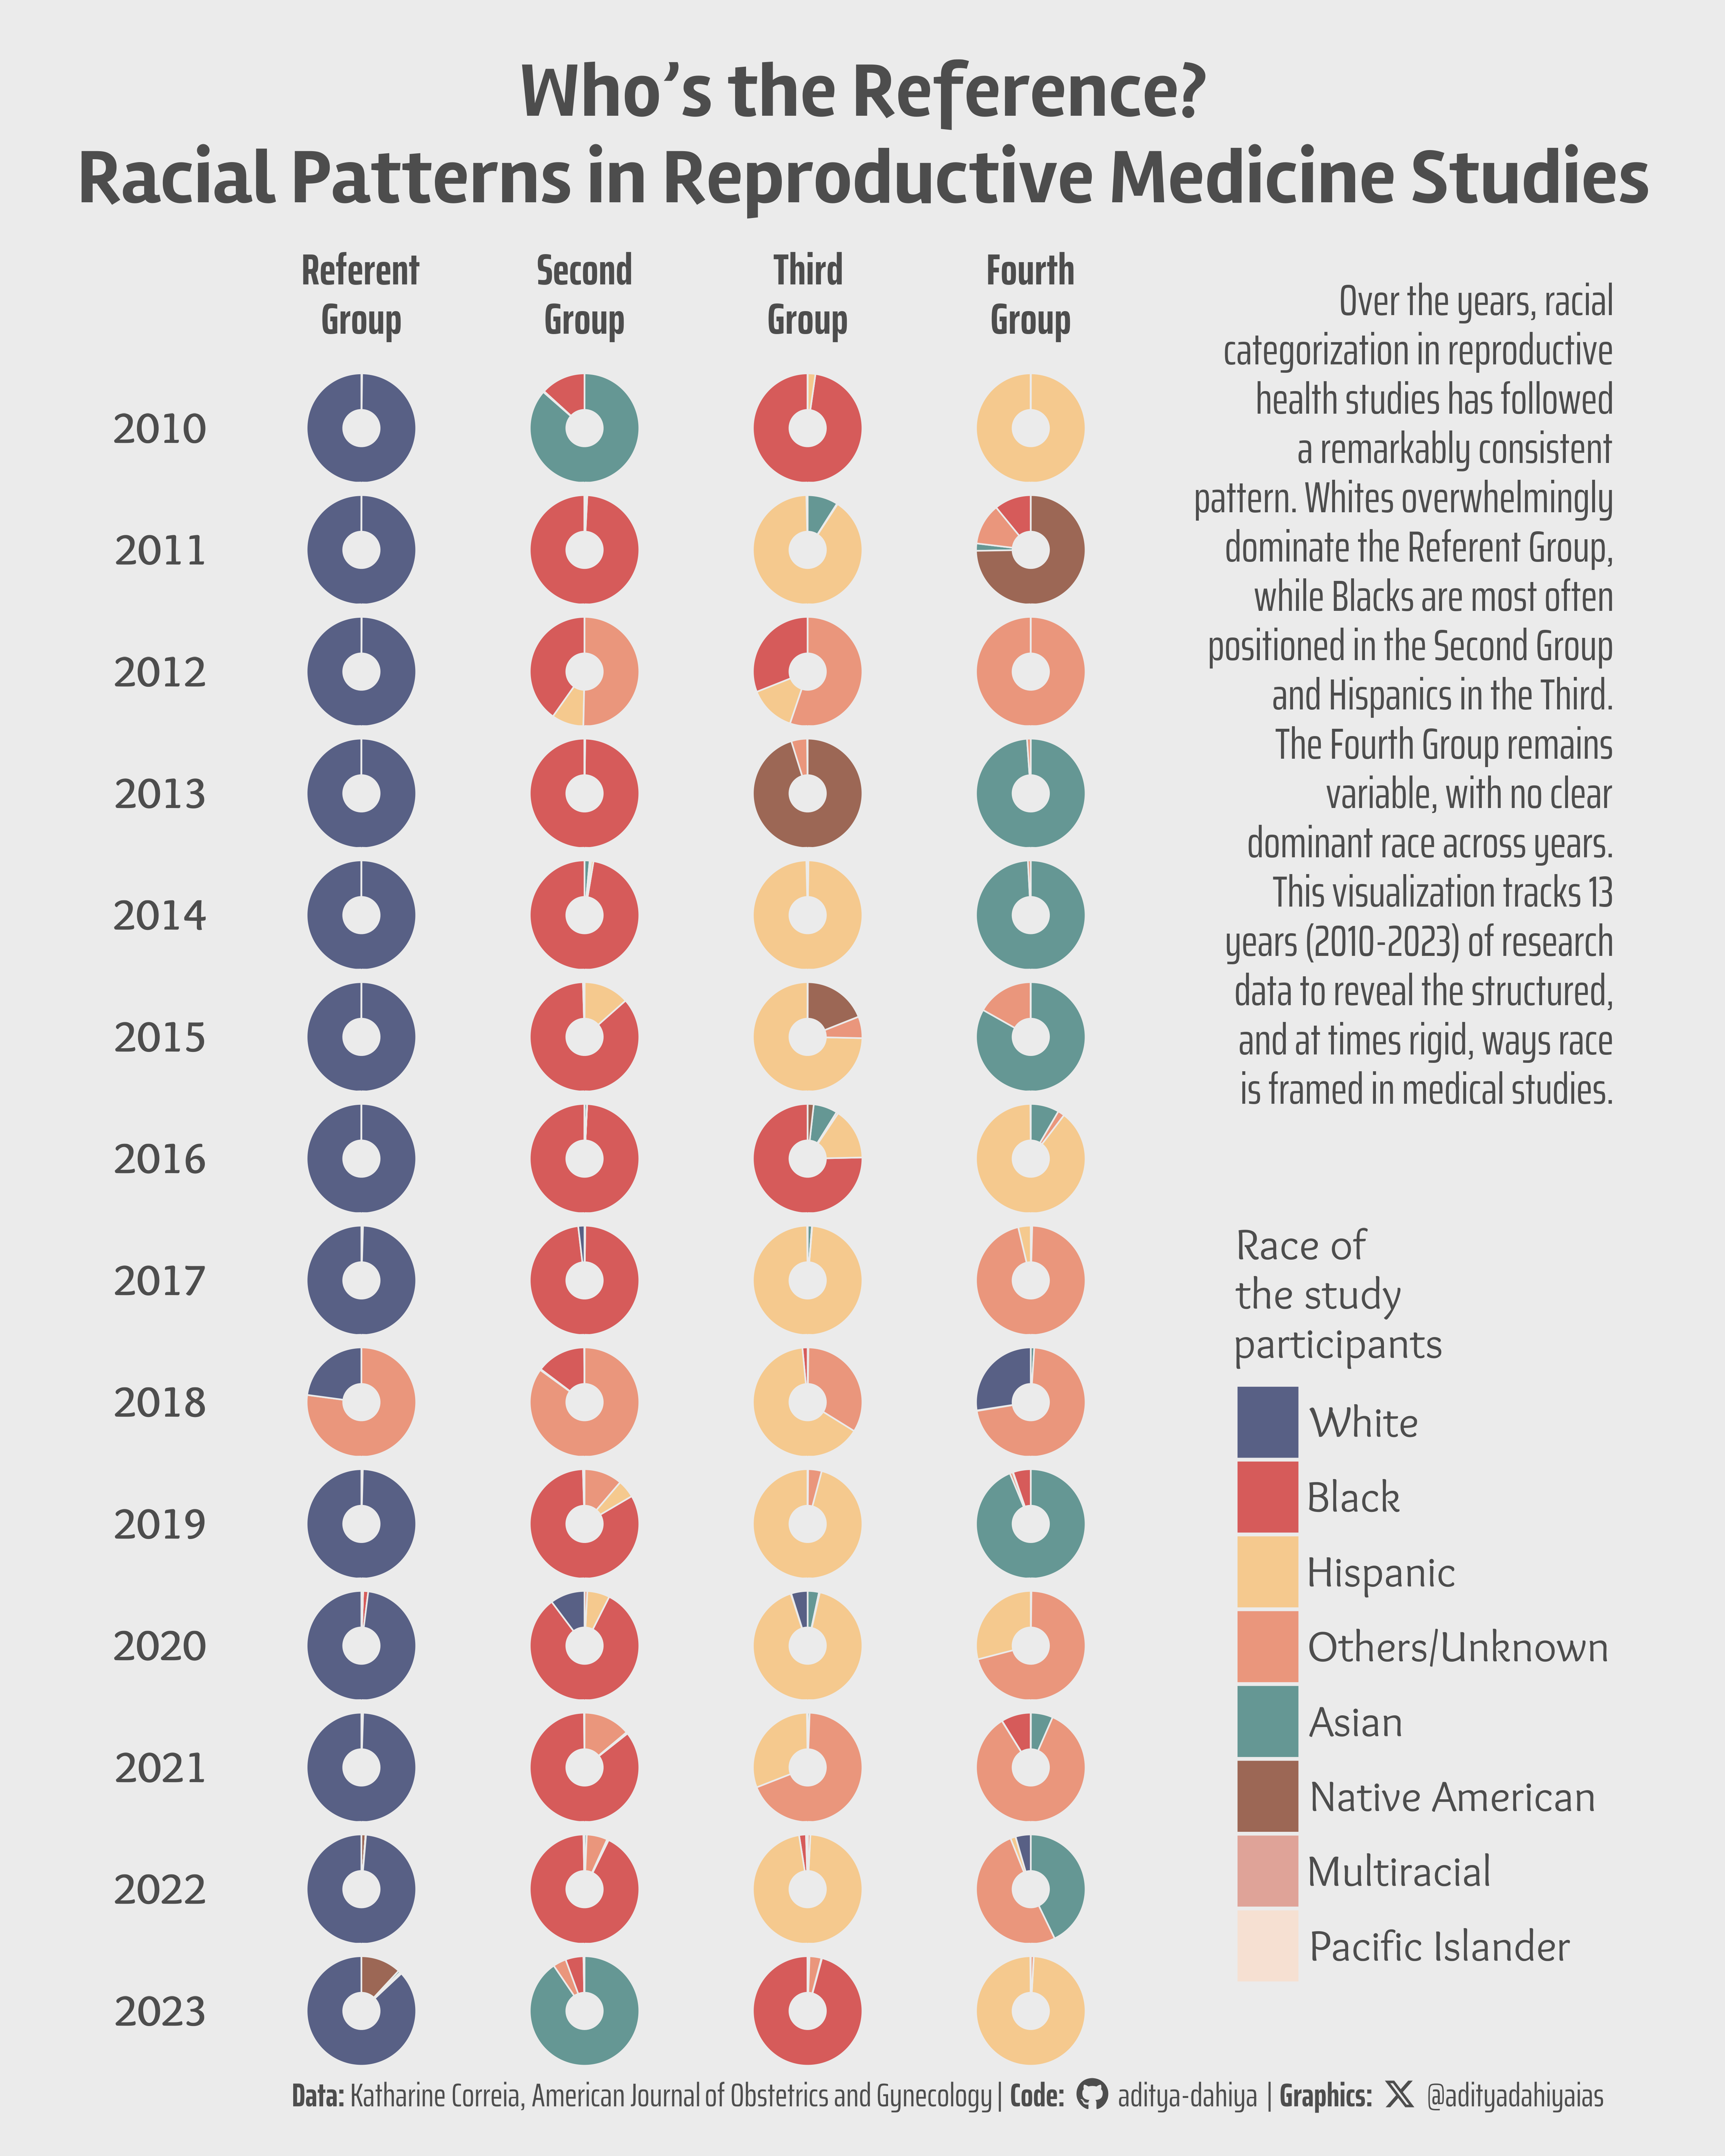 Who’s the Reference?
Racial Patterns in Reproductive Medicine Studies
Referent
Group
Second
Group
Third
Group
Fourth
Group
2010
2011
2012
2013
2014
2015
2016
2017
2018
2019
2020
2021
2022
2023
Over the years, racial
categorization in reproductive
health studies has followed
a remarkably consistent
pattern. Whites overwhelmingly
dominate the Referent Group,
while Blacks are most often
positioned in the Second Group
and Hispanics in the Third.
The Fourth Group remains
variable, with no clear
dominant race across years.
This visualization tracks 13
years (2010-2023) of research
data to reveal the structured,
and at times rigid, ways race
is framed in medical studies.
Race of
the study
participants
White
Black
Hispanic
Others/Unknown
Asian
Native American
Multiracial
Pacific Islander
Data: Katharine Correia, American Journal of Obstetrics and Gynecology | Code: aditya-dahiya | Graphics: @adityadahiyaias